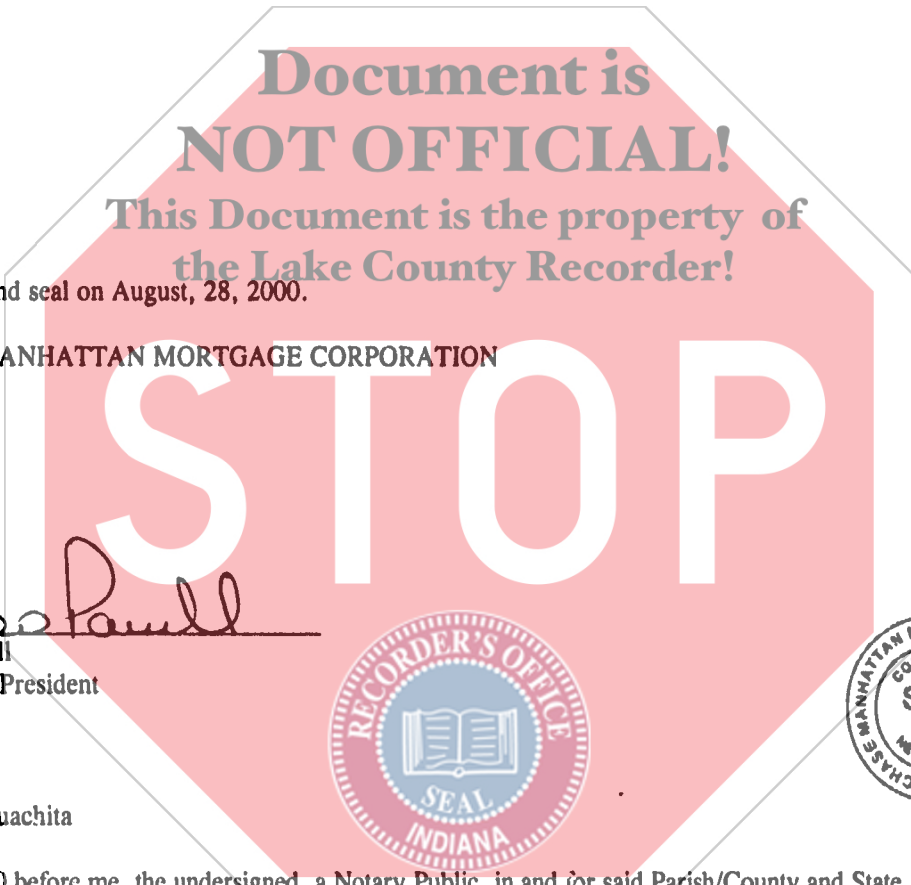 Document is
NOT OFFICIAL!
This Document is the property of
the Lake County Recorder!
nd seal on August, 28, 2000.
ANHATTAN MORTGAGE CORPORATION
STOP
President
RECORDER'S OFFICE
SEAL
INDIANA
CHASE MANHATTAN
uachita
before me, the undersigned, a Notary Public, in and for said Parish/County and State